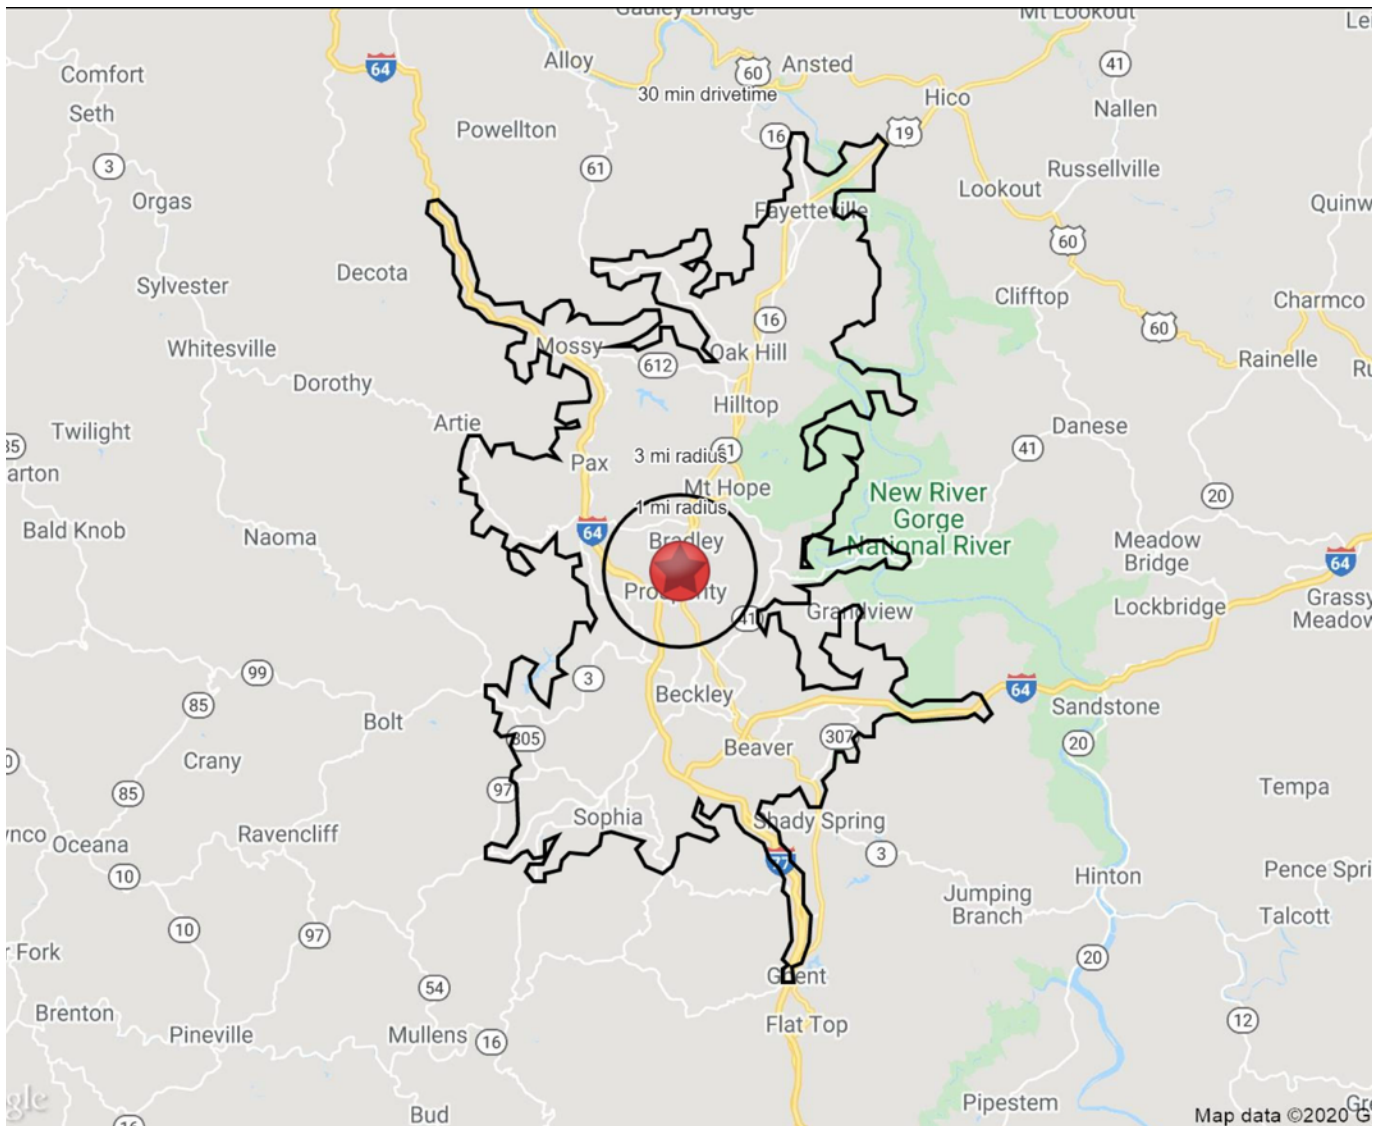 Gauley Bridge
Mt Lookout
64
Alloy
60
Ansted
41
Comfort
30 min drivetime
Hico
Nallen
Seth
Powellton
16
19
3
61
Russellville
Orgas
Lookout
Fayetteville
60
Decota
Sylvester
Clifftop
Charmco
16
60
Whitesville
Mossy
612
Oak Hill
Rainelle
Dorothy
Hilltop
Artie
Danese
Twilight
61
41
3 mi radius
Pax
Mt Hope
New River
Gorge
National River
20
1 mi radius
Bald Knob
Naoma
64
Bradley
Meadow
Bridge
64
Prosperity
Grandview
Lockbridge
Grassy
Meadow
41
99
3
64
85
Beckley
Sandstone
Bolt
305
Beaver
307
20
Crany
85
97
Tempa
Sophia
Shady Spring
Oceana
Ravencliff
77
3
10
Hinton
Pence Spri
Jumping
Branch
Talcott
10
97
Fork
20
Ghent
54
Brenton
Flat Top
12
Pineville
Mullens
16
Bud
Pipestem
Map data ©2020 G